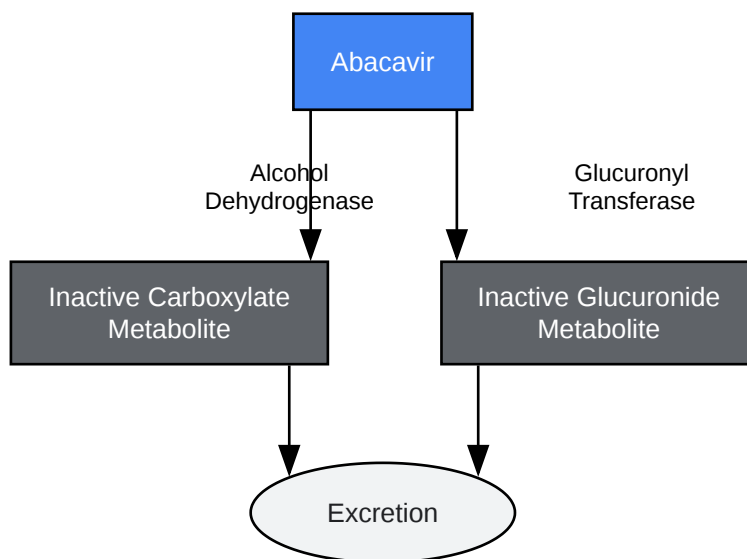 Abacavir
Alcohol
Dehydrogenase
Glucuronyl
Transferase
Inactive Carboxylate
Metabolite
Inactive Glucuronide
Metabolite
Excretion